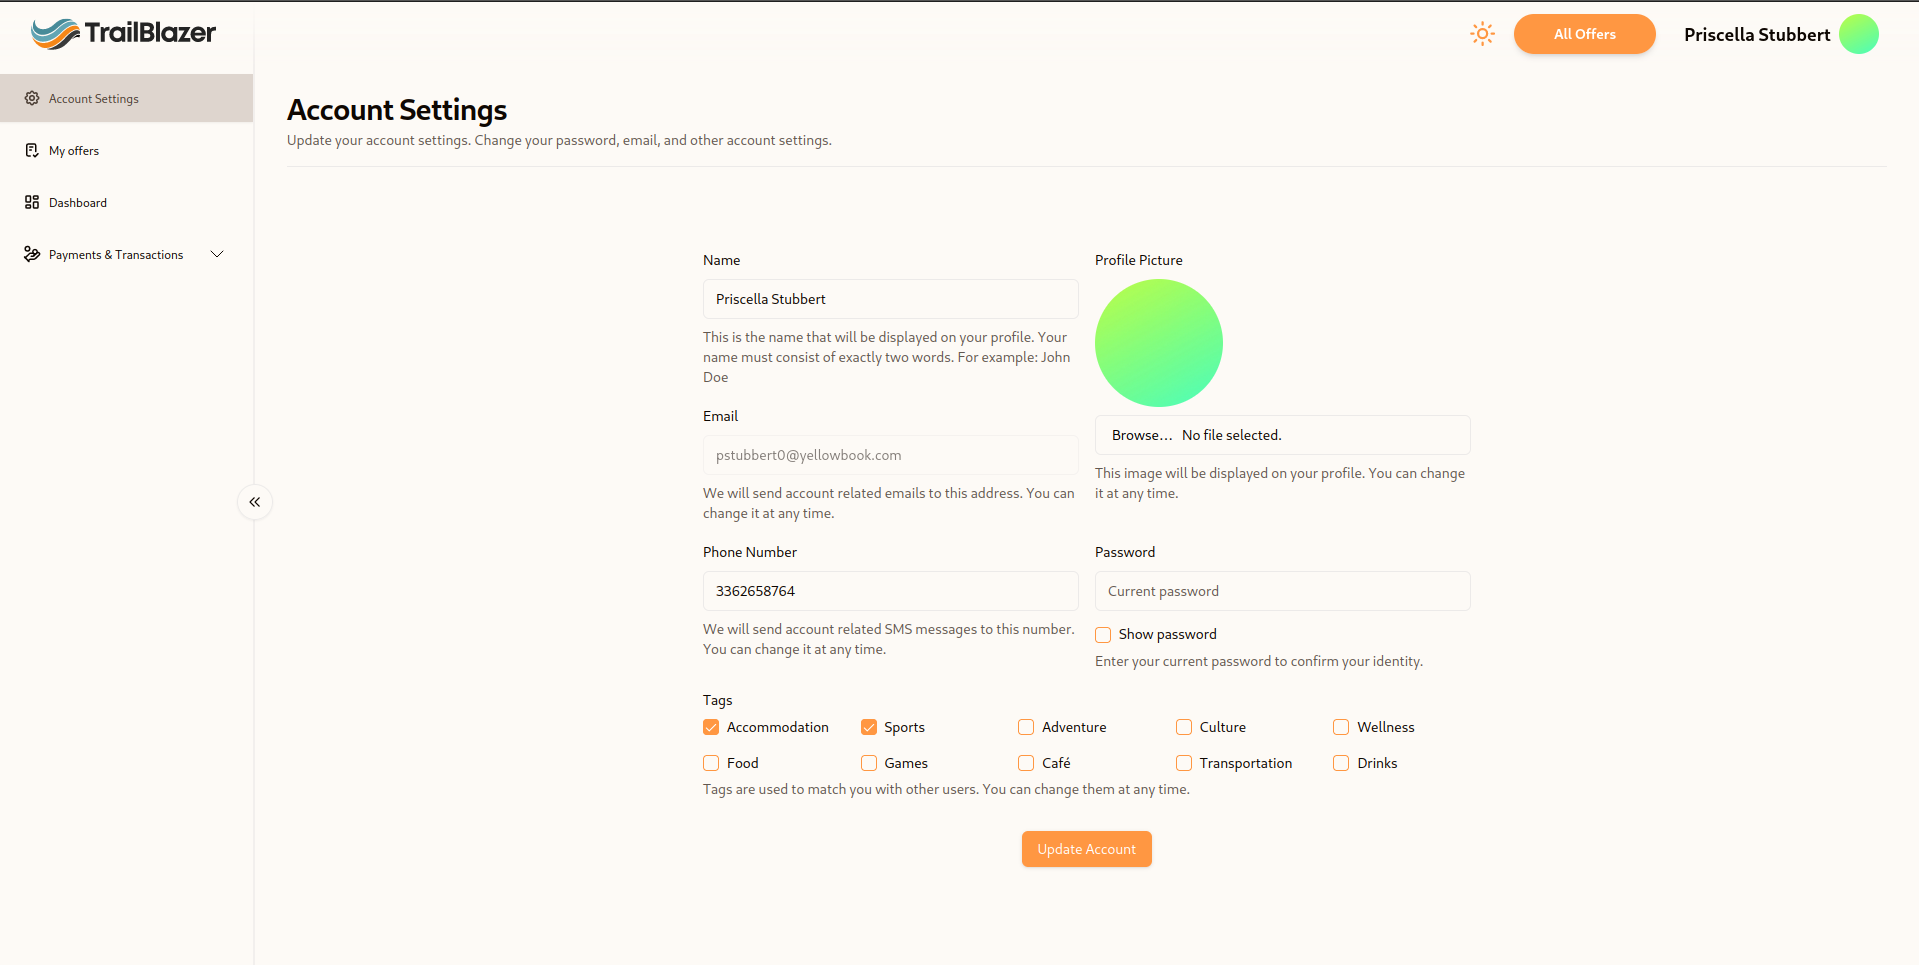 TrailBlazer
All Offers
Priscella Stubbert
Account Settings
My offers
Dashboard
Payments & Transactions
Account Settings
Update your account settings. Change your password, email, and other account settings.
Name
Priscella Stubbert
This is the name that will be displayed on your profile. Your
name must consist of exactly two words. For example: John
Doe
Profile Picture
Browse... No file selected.
This image will be displayed on your profile. You can change
it at any time.
Email
pstubbert0@yellowbook.com
We will send account related emails to this address. You can
change it at any time.
Phone Number
3362658764
We will send account related SMS messages to this number.
You can change it at any time.
Password
Current password
Show password
Enter your current password to confirm your identity.
Tags
Accommodation Sports Adventure Culture Wellness
Food Games Café Transportation Drinks
Tags are used to match you with other users. You can change them at any time.
Update Account